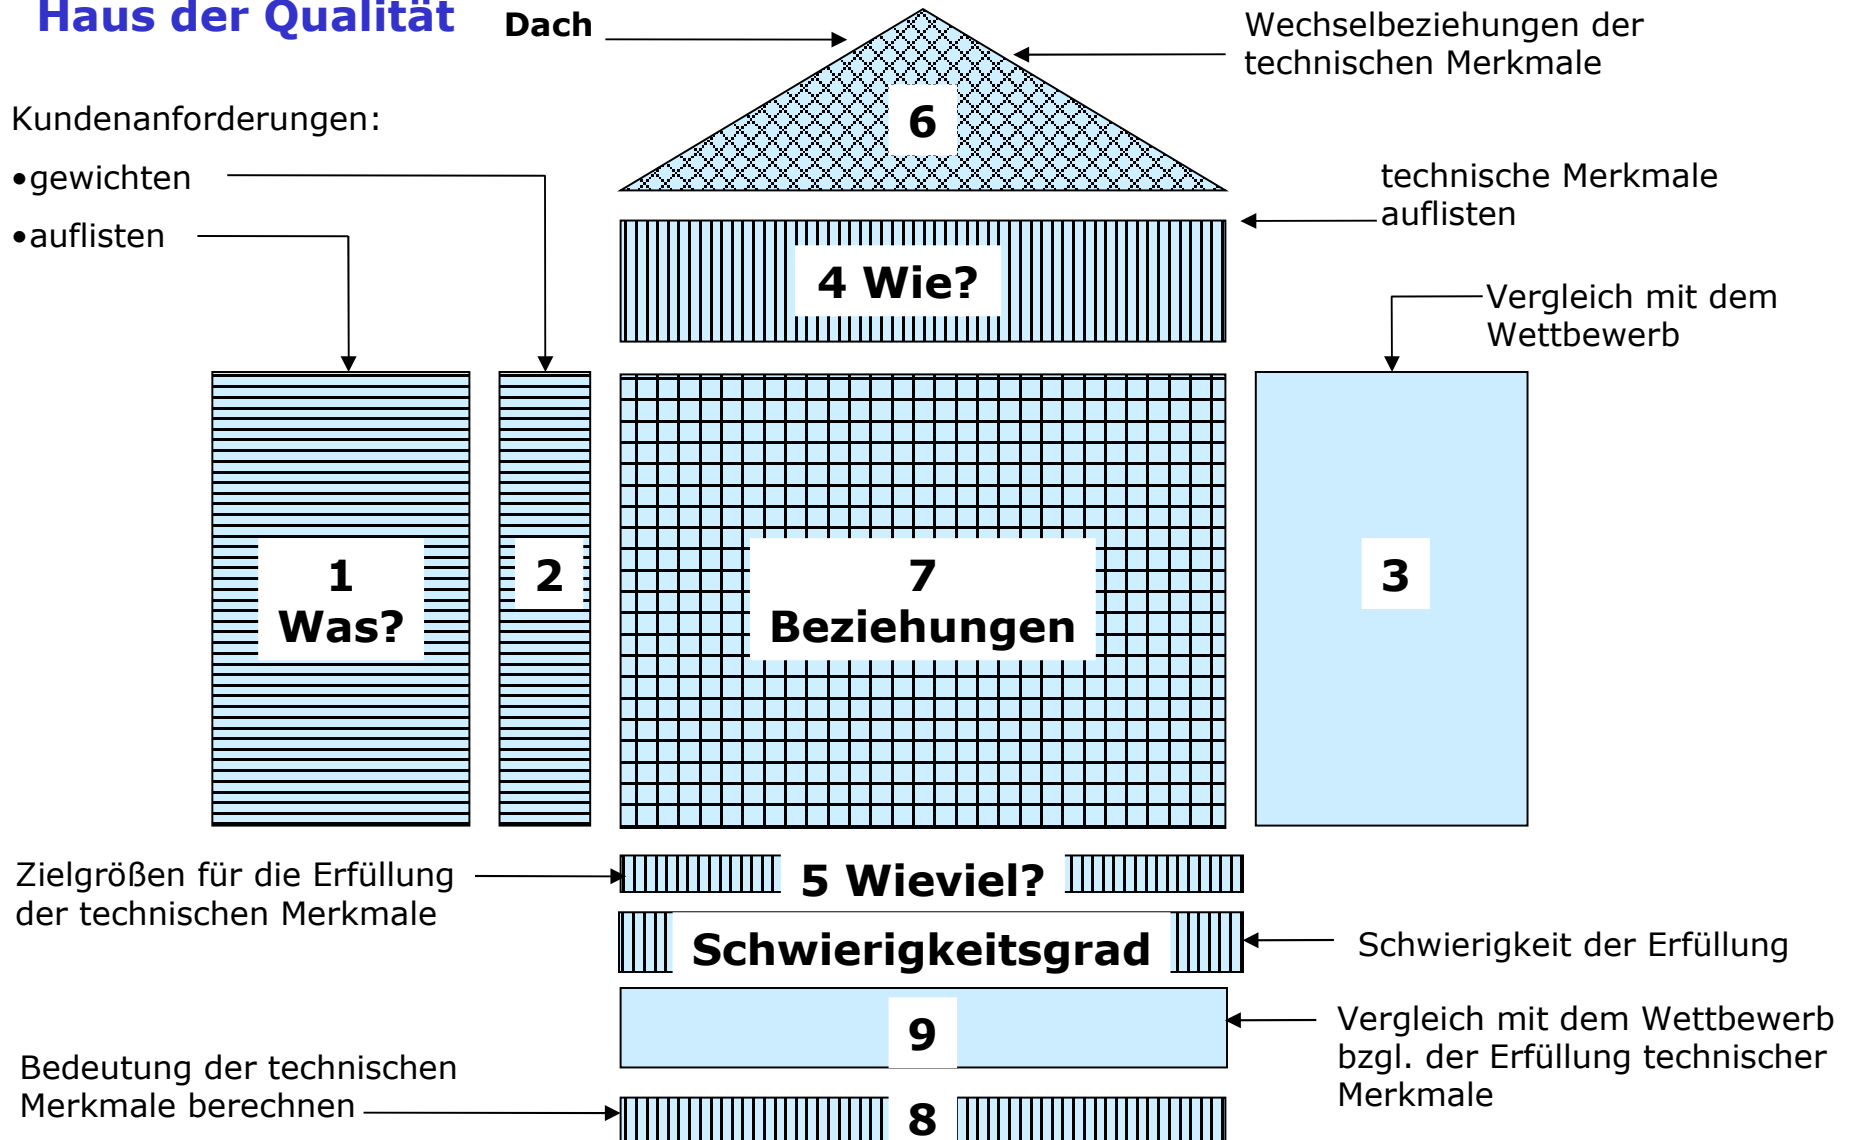 Haus der Qualität
Dach
Wechselbeziehungen der
technischen Merkmale
6
Kundenanforderungen:
•gewichten
•auflisten
technische Merkmale
auflisten
4 Wie?
Vergleich mit dem
Wettbewerb
1
Was?
2
7
Beziehungen
3
Zielgrößen für die Erfüllung
der technischen Merkmale
5 Wieviel?
Schwierigkeitsgrad
Schwierigkeit der Erfüllung
9
Vergleich mit dem Wettbewerb
bzgl. der Erfüllung technischer
Merkmale
Bedeutung der technischen
Merkmale berechnen
8